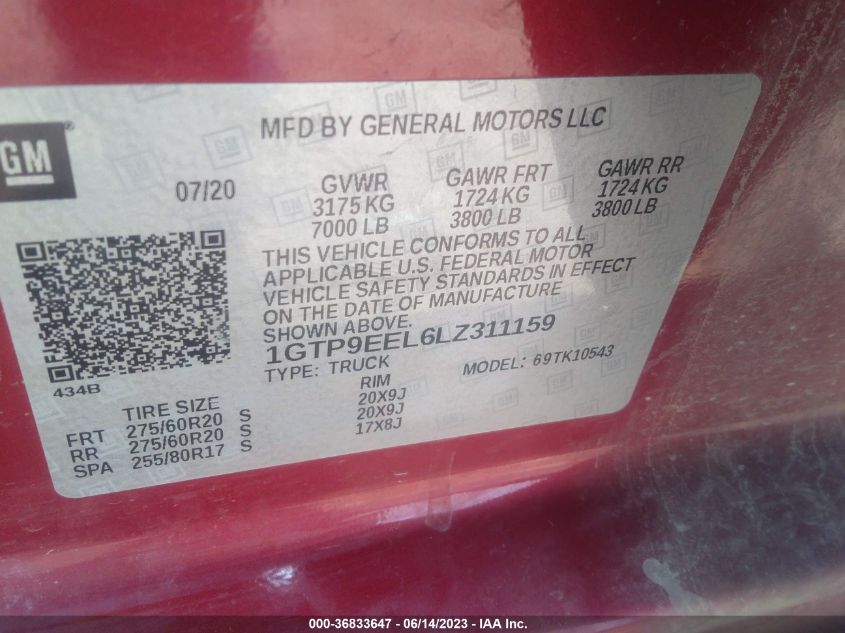 GM
MFD BY GENERAL MOTORS LLC
07/20
GVWR
3175 KG
7000 LB
GAWR FRT
1724 KG
3800 LB
GAWR RR
1724 KG
3800 LB
THIS VEHICLE CONFORMS TO ALL
APPLICABLE U.S. FEDERAL MOTOR
VEHICLE SAFETY STANDARDS IN EFFECT
ON THE DATE OF MANUFACTURE
SHOWN ABOVE.
1GTP9EEL6LZ311159
TYPE: TRUCK
MODEL: 69TK10543
434B
TIRE SIZE
RIM
FRT 275/60R20 S 20X9J
RR 275/60R20 S 20X9J
SPA 255/80R17 S 17X8J
000-36833647 - 06/14/2023 - IAA Inc.